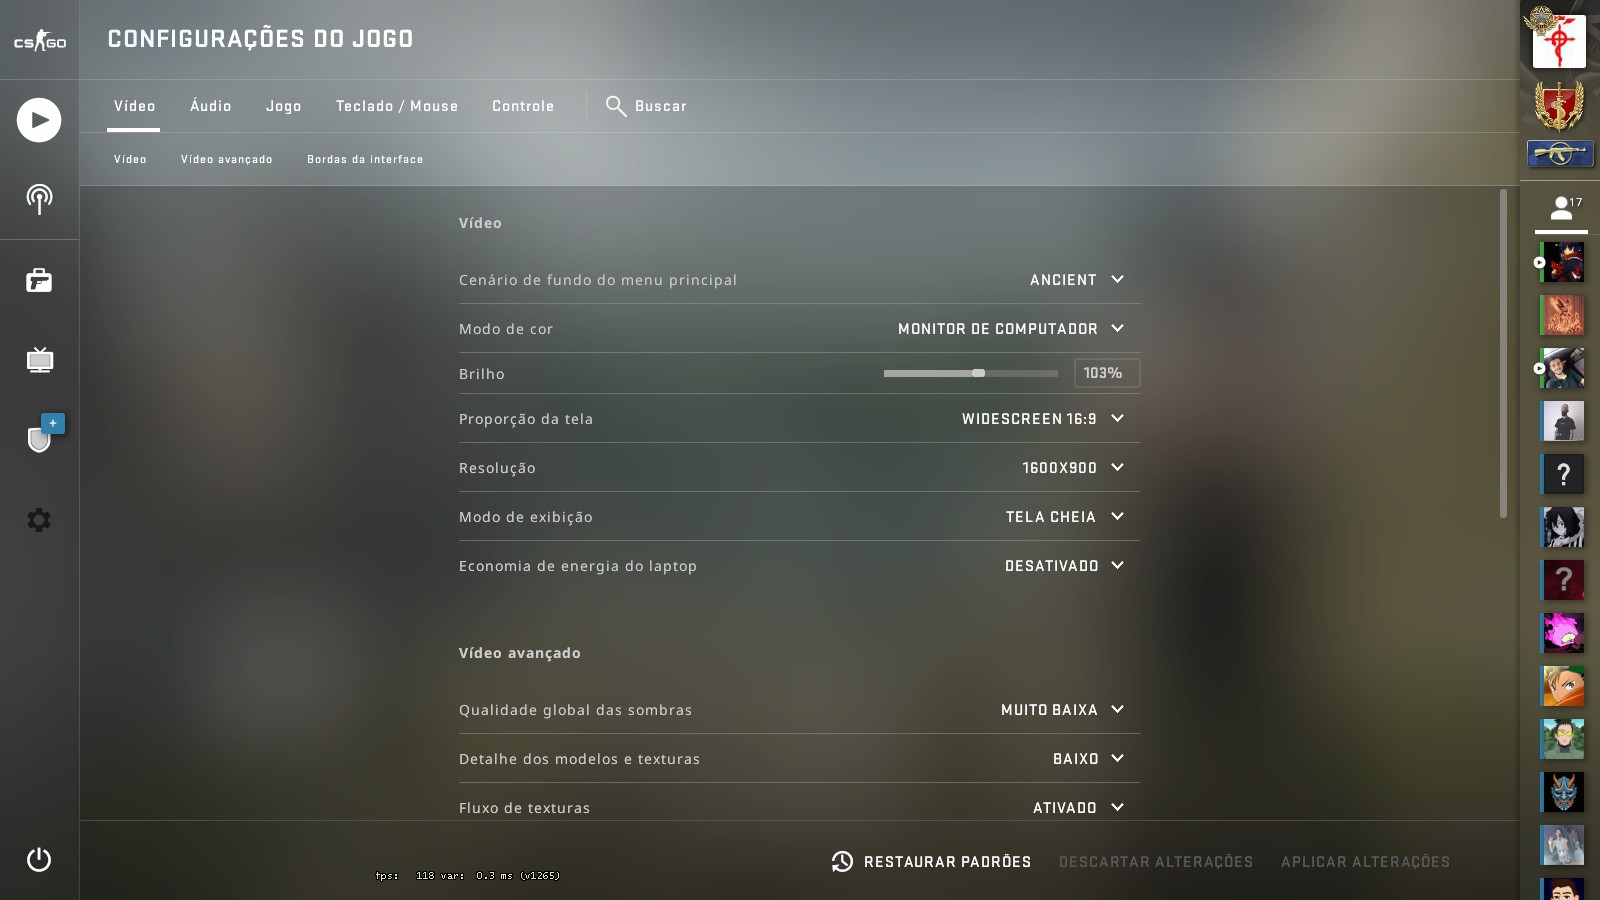 CS GO
CONFIGURAÇÕES DO JOGO
Vídeo
Áudio
Jogo
Teclado / Mouse
Controle
Buscar
Vídeo
Vídeo avançado
Bordas da interface
17
Vídeo
Cenário de fundo do menu principal
ANCIENT
Modo de cor
MONITOR DE COMPUTADOR
Brilho
103%
Proporção da tela
WIDESCREEN 16:9
Resolução
1600X900
Modo de exibição
TELA CHEIA
Economia de energia do laptop
DESATIVADO
Vídeo avançado
Qualidade global das sombras
MUITO BAIXA
Detalhe dos modelos e texturas
BAIXO
Fluxo de texturas
ATIVADO
RESTAURAR PADRÕES
DESCARTAR ALTERAÇÕES
APLICAR ALTERAÇÕES
fps: 118 var: 0.3 ms (v1265)
+
?
?